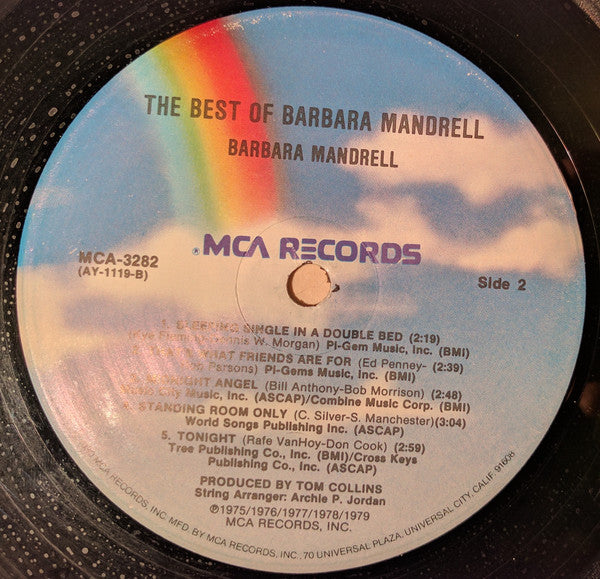 THE BEST OF BARBARA MANDRELL
BARBARA MANDRELL
® MCA RECORDS
MCA-3282
(AY-1119-B)
Side 2
1. SLEEPING SINGLE IN A DOUBLE BED (2:19)
W. Morgan) Pi-Gem Music, Inc. (BMI)
WHAT FRIENDS ARE FOR (Ed Penney- (2:39)
Parsons) Pi-Gems Music, Inc. (BMI)
ANGEL (Bill Anthony-Bob Morrison) (2:48)
Music, Inc. (ASCAP)/Combine Music Corp. (BMI)
STANDING ROOM ONLY (C. Silver-S. Manchester)(3:04)
World Songs Publishing Inc. (ASCAP)
5. TONIGHT (Rafe VanHoy-Don Cook) (2:59)
Tree Publishing Co., Inc. (BMI)/Cross Keys
Publishing Co., Inc. (ASCAP)
PRODUCED BY TOM COLLINS
String Arranger: Archie P. Jordan
℗1975/1976/1977/1978/1979
MCA RECORDS, INC.
MCA RECORDS, INC. MFD BY MCA RECORDS, INC., 70 UNIVERSAL PLAZA, UNIVERSAL CITY, CALIF. 91608